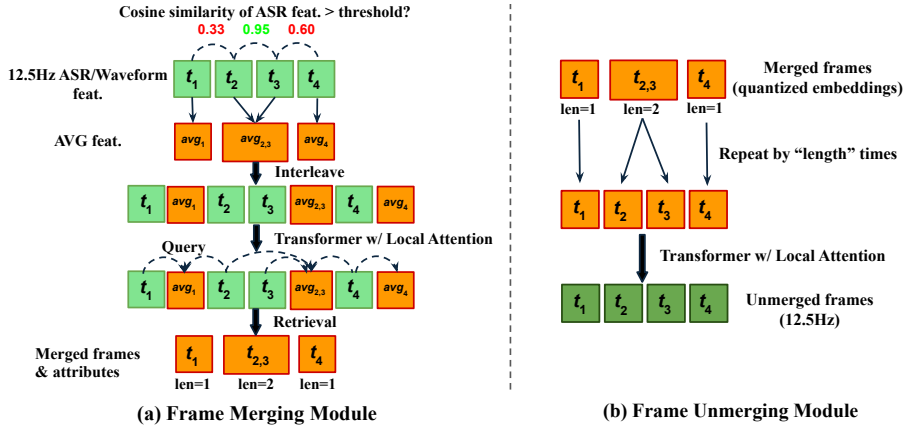 Cosine similarity of ASR feat. > threshold?
0.33 0.95 0.60
12.5Hz ASR/Waveform
feat.
t1 t2 t3 t4
AVG feat.
avg1 avg2,3 avg4
Interleave
t1 avg1 t2 t3 avg2,3 t4 avg4
Transformer w/ Local Attention
Query
t1 avg1 t2 t3 avg2,3 t4 avg4
Retrieval
Merged frames
& attributes
t1 t2,3 t4
len=1 len=2 len=1
(a) Frame Merging Module
t1 t2,3 t4
len=1 len=2 len=1
Merged frames
(quantized embeddings)
Repeat by “length” times
t1 t2 t3 t4
Transformer w/ Local Attention
t1 t2 t3 t4
Unmerged frames
(12.5Hz)
(b) Frame Unmerging Module